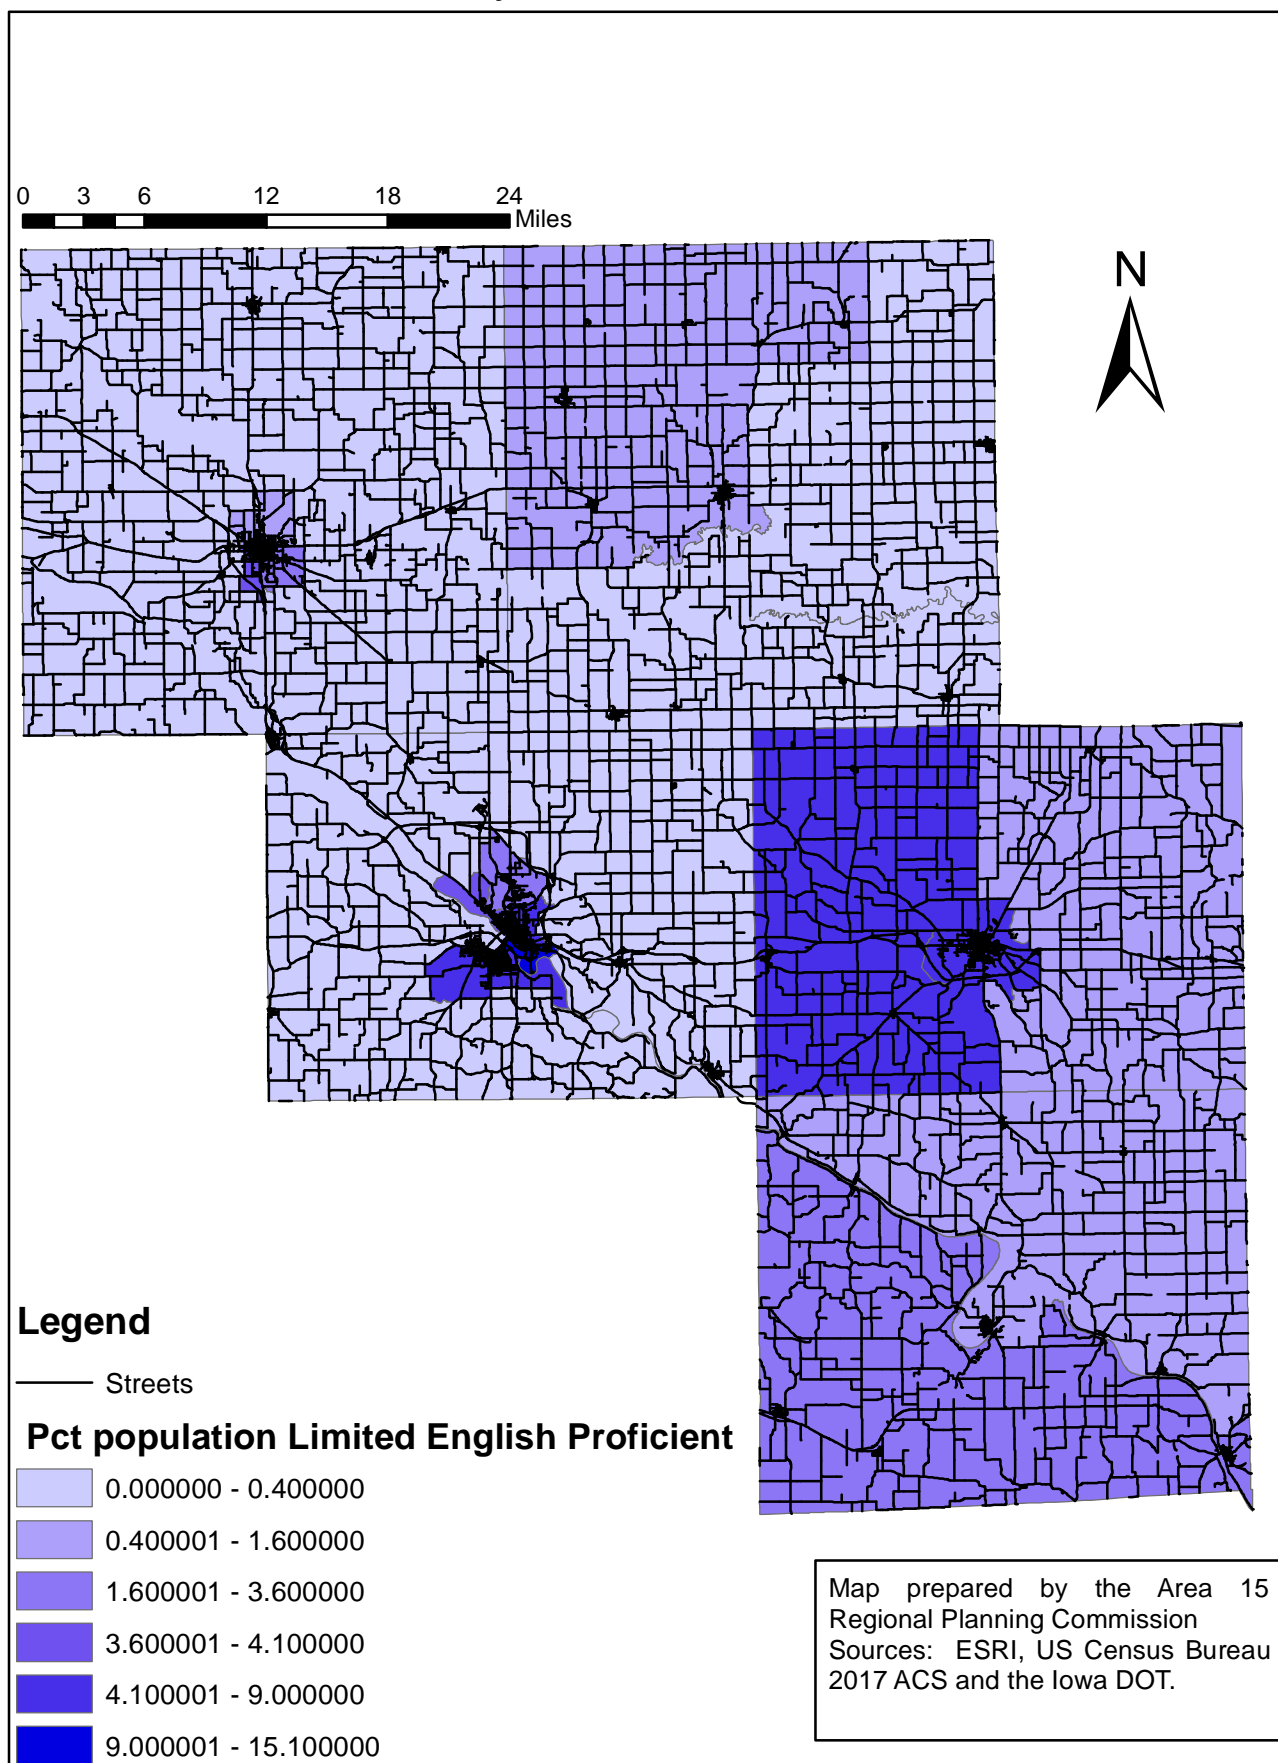 0 3 6 12 18 24
Miles
N
Legend
Streets
Pct population Limited English Proficient
0.000000 - 0.400000
0.400001 - 1.600000
1.600001 - 3.600000
3.600001 - 4.100000
4.100001 - 9.000000
9.000001 - 15.100000
Map prepared by the Area 15
Regional Planning Commission
Sources: ESRI, US Census Bureau
2017 ACS and the Iowa DOT.